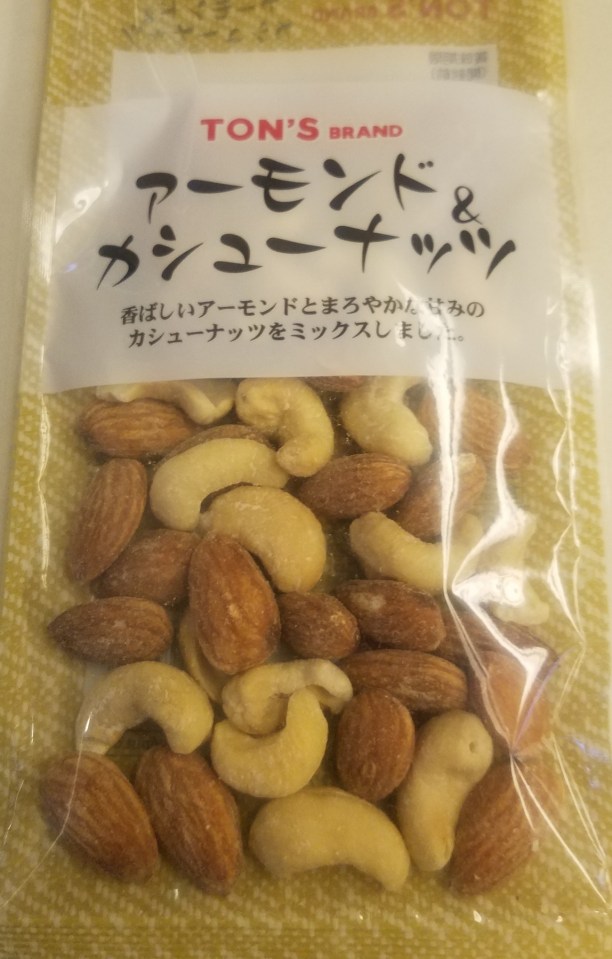 TON'S BRAND
アーモンド&
カシューナッツ
香ばしいアーモンドとまろやかな甘みの
カシューナッツをミックスしました。